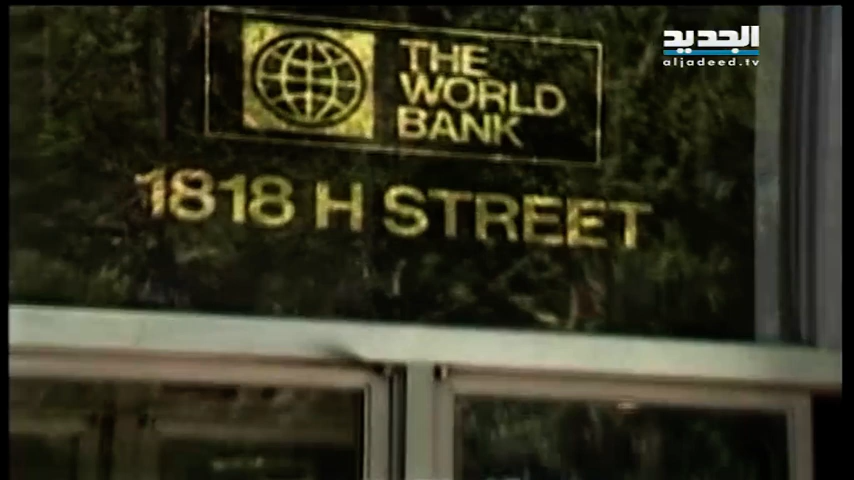 THE
WORLD
BANK
1818 H STREET
الجديد
aljadeed.tv